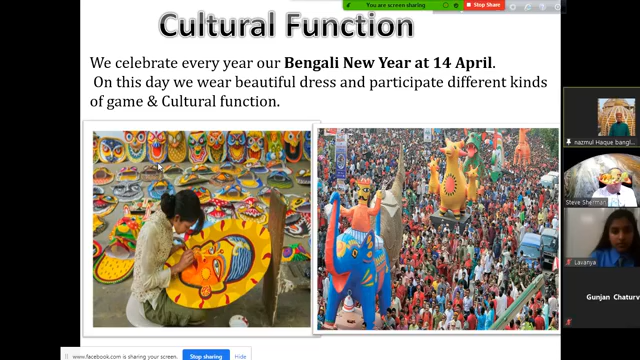 You are screen sharing
Stop Share
Cultural Function
We celebrate every year our Bengali New Year at 14 April.
On this day we wear beautiful dress and participate different kinds
of game & Cultural function.
nazmul Haque bangl...
Steve Sherman
Lavanya
Gunjan Chaturv
www.facebook.com is sharing your screen.
Stop sharing
Hide